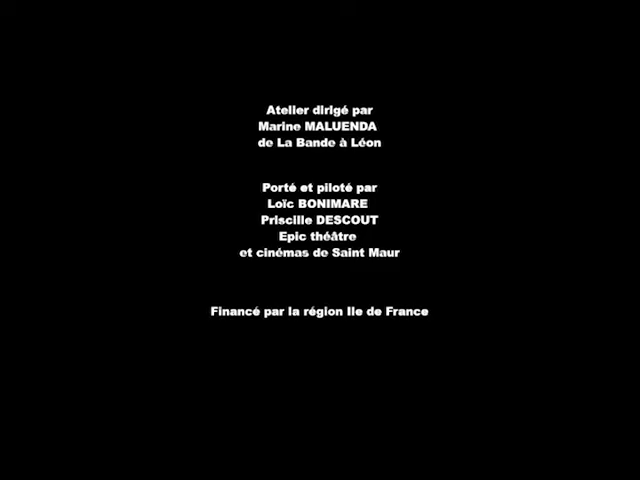 Atelier dirigé par
Marine MALUENDA
de La Bande à Léon
Porté et piloté par
Loïc BONIMARE
Priscille DESCOUT
Epic théâtre
et cinémas de Saint Maur
Financé par la région Ile de France